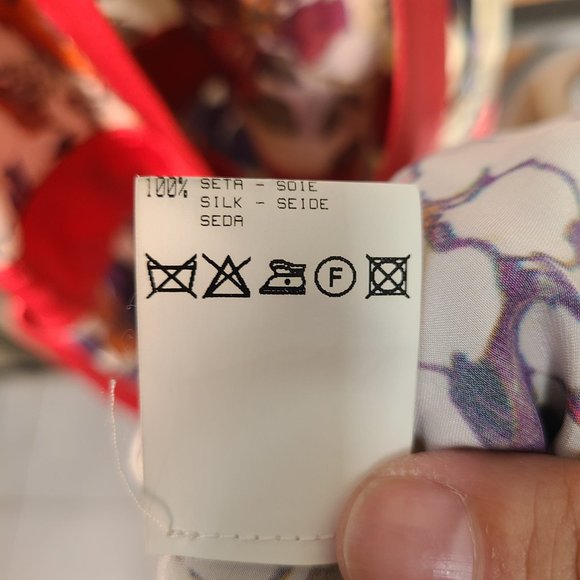 100% SETA - SOIE
SILK - SEIDE
SEDA
F